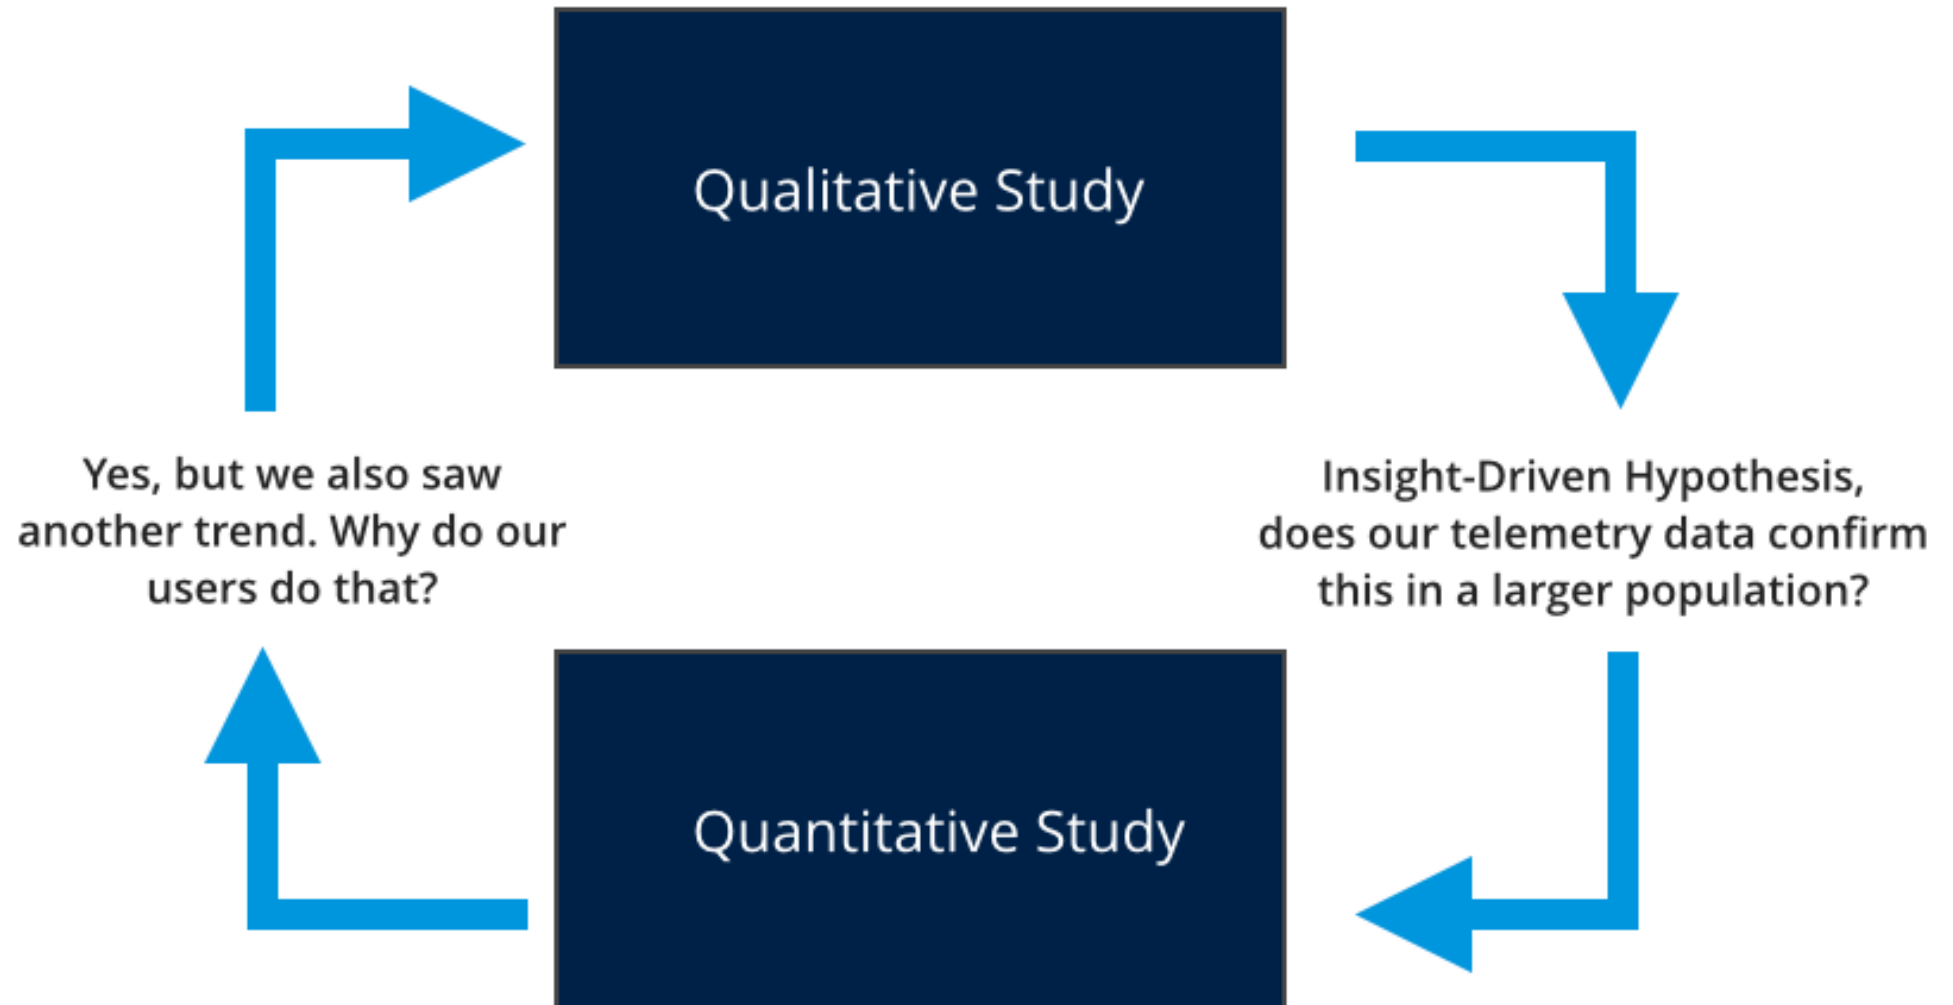 Qualitative Study
Yes, but we also saw
another trend. Why do our
users do that?
Insight-Driven Hypothesis,
does our telemetry data confirm
this in a larger population?
Quantitative Study